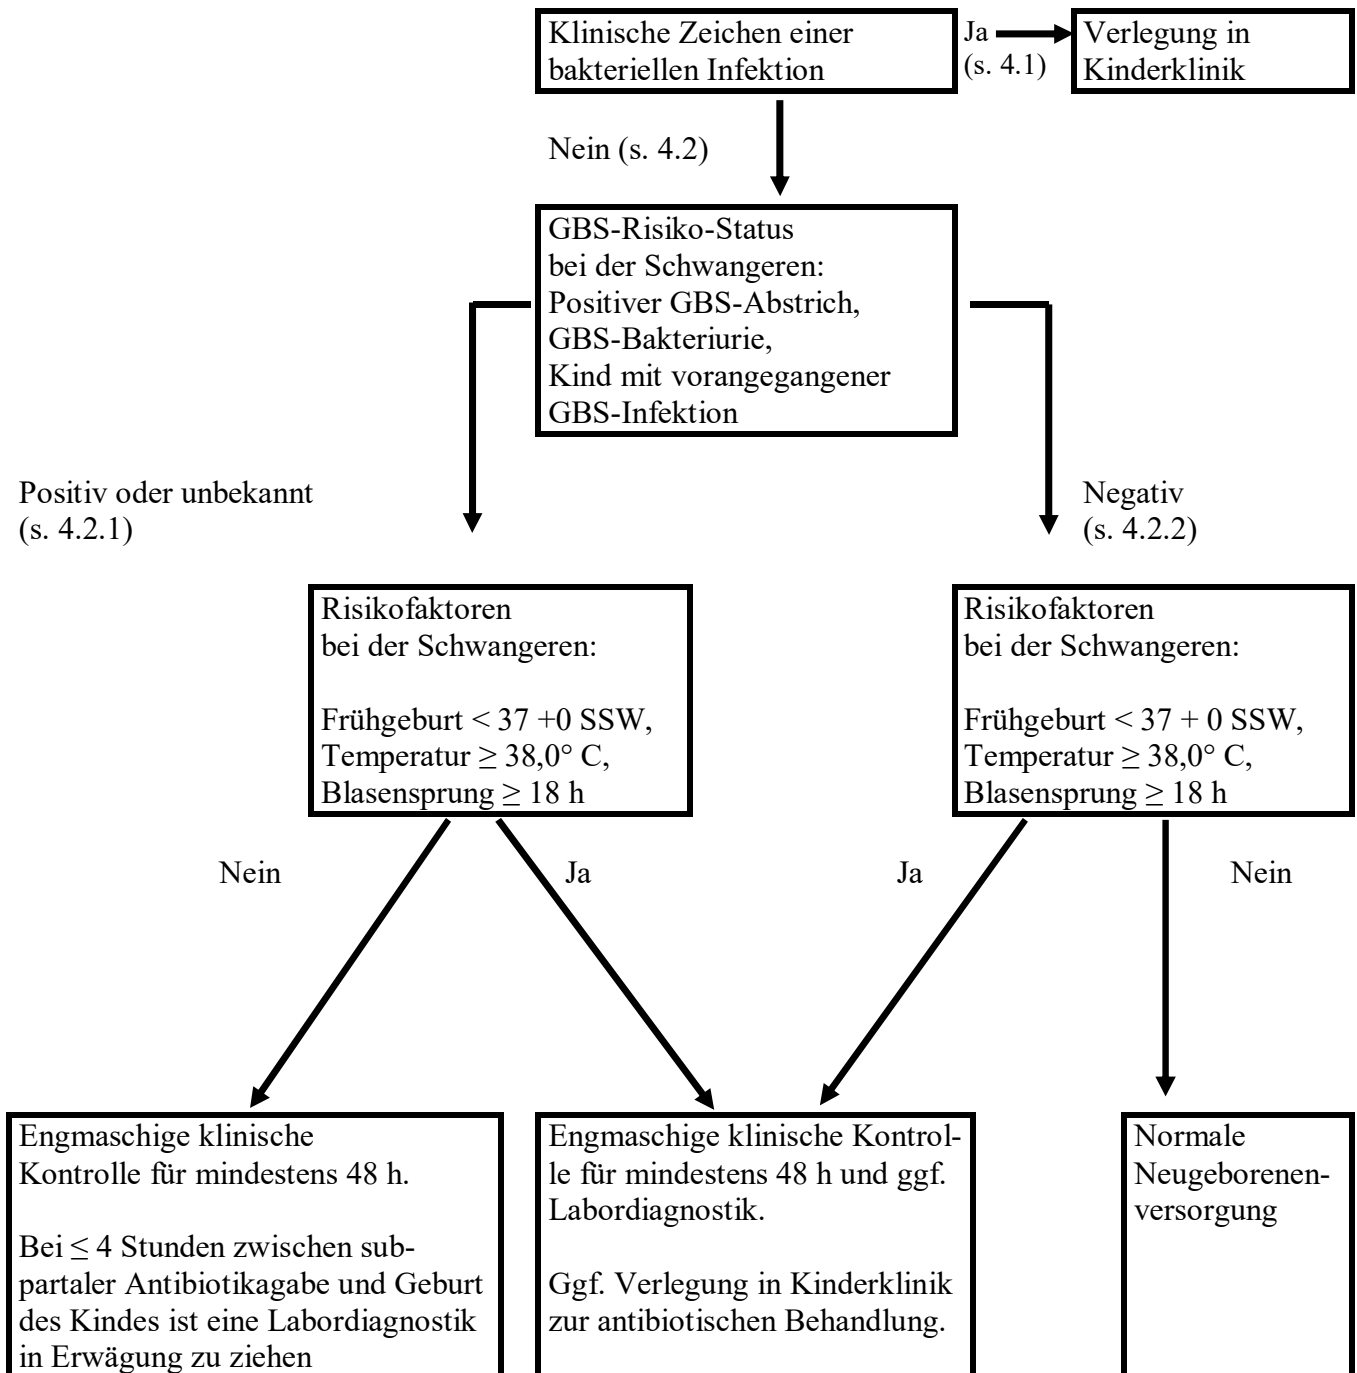 Klinische Zeichen einer
bakteriellen Infektion
Ja
(s. 4.1)
Verlegung in
Kinderklinik
Nein (s. 4.2)
GBS-Risiko-Status
bei der Schwangeren:
Positiver GBS-Abstrich,
GBS-Bakteriurie,
Kind mit vorangegangener
GBS-Infektion
Positiv oder unbekannt
(s. 4.2.1)
Negativ
(s. 4.2.2)
Risikofaktoren
bei der Schwangeren:
Frühgeburt < 37 +0 SSW,
Temperatur ≥ 38,0° C,
Blasensprung ≥ 18 h
Risikofaktoren
bei der Schwangeren:
Frühgeburt < 37 + 0 SSW,
Temperatur ≥ 38,0° C,
Blasensprung ≥ 18 h
Nein
Ja
Ja
Nein
Engmaschige klinische
Kontrolle für mindestens 48 h.
Bei ≤ 4 Stunden zwischen sub-
partaler Antibiotikagabe und Geburt
des Kindes ist eine Labordiagnostik
in Erwägung zu ziehen
Engmaschige klinische Kontrol-
le für mindestens 48 h und ggf.
Labordiagnostik.
Ggf. Verlegung in Kinderklinik
zur antibiotischen Behandlung.
Normale
Neugeborenen-
versorgung